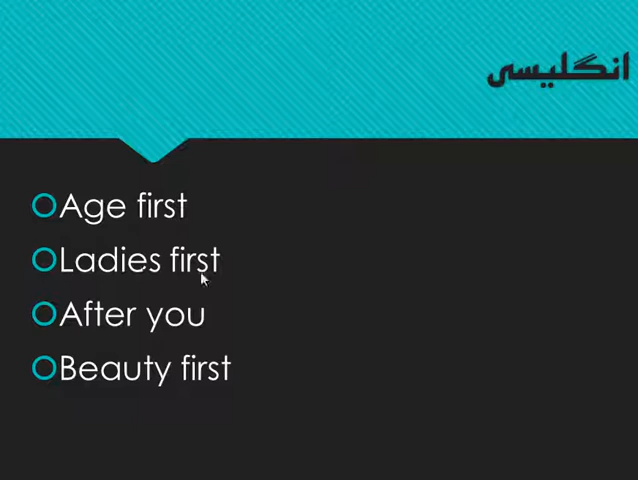 انگلیسی
Age first
Ladies first
After you
Beauty first